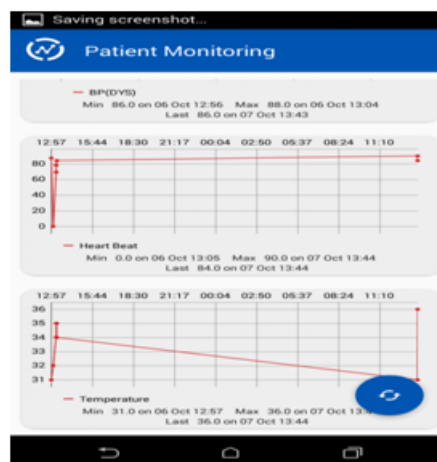 Saving screenshot...
Patient Monitoring
BP(DYS)
Min 86.0 on 06 Oct 12:56 Max 88.0 on 06 Oct 13:04
Last 86.0 on 07 Oct 13:43
12:57 15:44 18:30 21:17 00:04 02:50 05:37 08:24 11:10
80
60
40
20
0
Heart Beat
Min 0.0 on 06 Oct 13:05 Max 90.0 on 07 Oct 13:44
Last 84.0 on 07 Oct 13:44
12:57 15:44 18:30 21:17 00:04 02:50 05:37 08:24 11:10
36
35
34
33
32
31
Temperature
Min 31.0 on 06 Oct 12:57 Max 36.0 on 07 Oct
Last 36.0 on 07 Oct 13:44